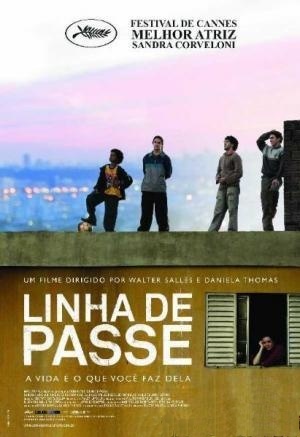 FESTIVAL DE CANNES
MELHOR ATRIZ
SANDRA CORVELONI
UM FILME DIRIGIDO POR WALTER SALLES E DANIELA THOMAS
LINHA DE
PASSE
A VIDA É O QUE VOCÊ FAZ DELA